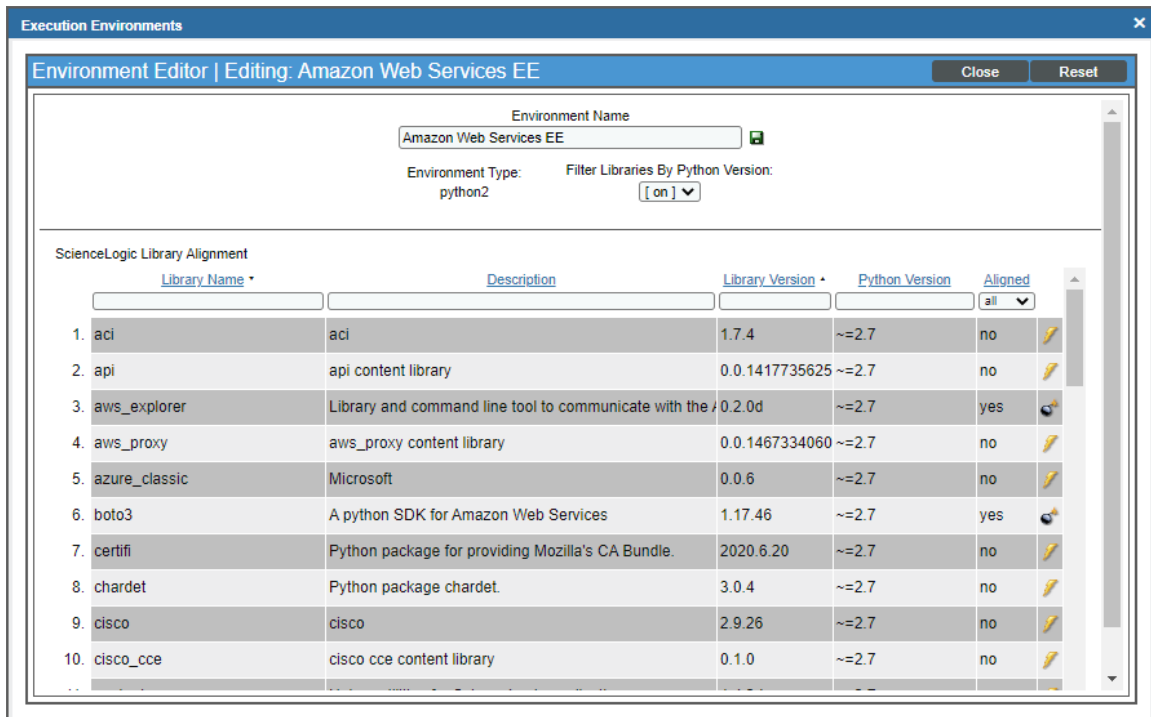 Execution Environments
Environment Editor | Editing: Amazon Web Services EE Close Reset
Environment Name
Amazon Web Services EE
Environment Type: Filter Libraries By Python Version:
python2 [ on ]
ScienceLogic Library Alignment
Library Name Description Library Version Python Version Aligned
all
1. aci aci 1.7.4 ~=2.7 no
2. api api content library 0.0.1417735625 ~=2.7 no
3. aws_explorer Library and command line tool to communicate with the 0.2.0d ~=2.7 yes
4. aws_proxy aws_proxy content library 0.0.1467334060 ~=2.7 no
5. azure_classic Microsoft 0.0.6 ~=2.7 no
6. boto3 A python SDK for Amazon Web Services 1.17.46 ~=2.7 yes
7. certifi Python package for providing Mozilla's CA Bundle. 2020.6.20 ~=2.7 no
8. chardet Python package chardet. 3.0.4 ~=2.7 no
9. cisco cisco 2.9.26 ~=2.7 no
10. cisco_cce cisco cce content library 0.1.0 ~=2.7 no